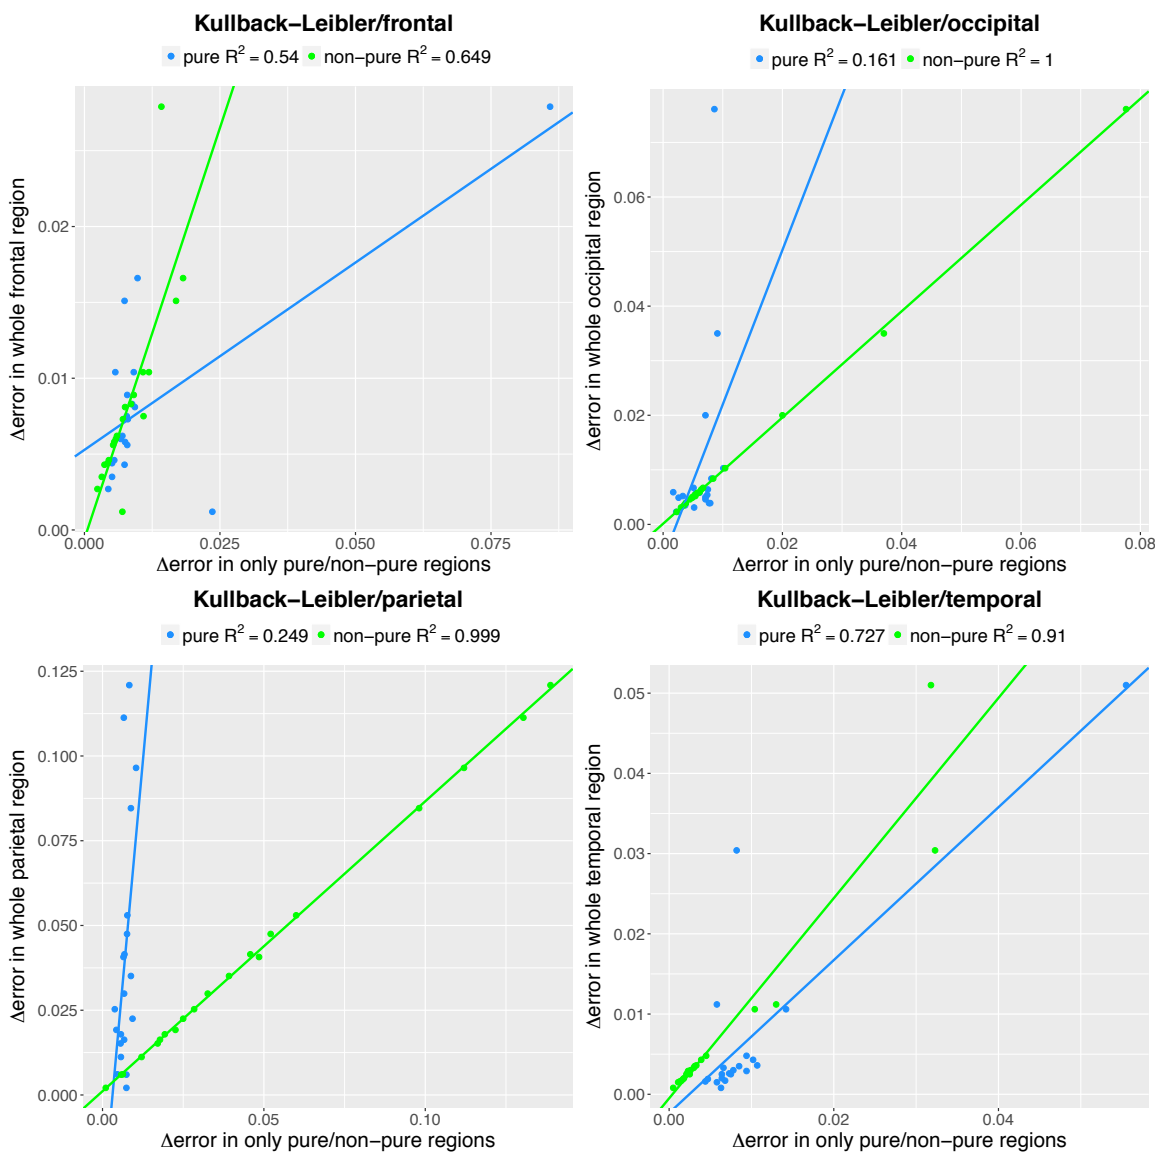 Kullback−Leibler/frontal
pure R² = 0.54 non−pure R² = 0.649
Δerror in whole frontal region
0.02
0.01
0.00
0.000 0.025 0.050 0.075
Δerror in only pure/non−pure regions
Kullback−Leibler/occipital
pure R² = 0.161 non−pure R² = 1
Δerror in whole occipital region
0.06
0.04
0.02
0.00
0.00 0.02 0.04 0.06 0.08
Δerror in only pure/non−pure regions
Kullback−Leibler/parietal
pure R² = 0.249 non−pure R² = 0.999
Δerror in whole parietal region
0.125
0.100
0.075
0.050
0.025
0.000
0.00 0.05 0.10
Δerror in only pure/non−pure regions
Kullback−Leibler/temporal
pure R² = 0.727 non−pure R² = 0.91
Δerror in whole temporal region
0.05
0.04
0.03
0.02
0.01
0.00
0.00 0.02 0.04
Δerror in only pure/non−pure regions